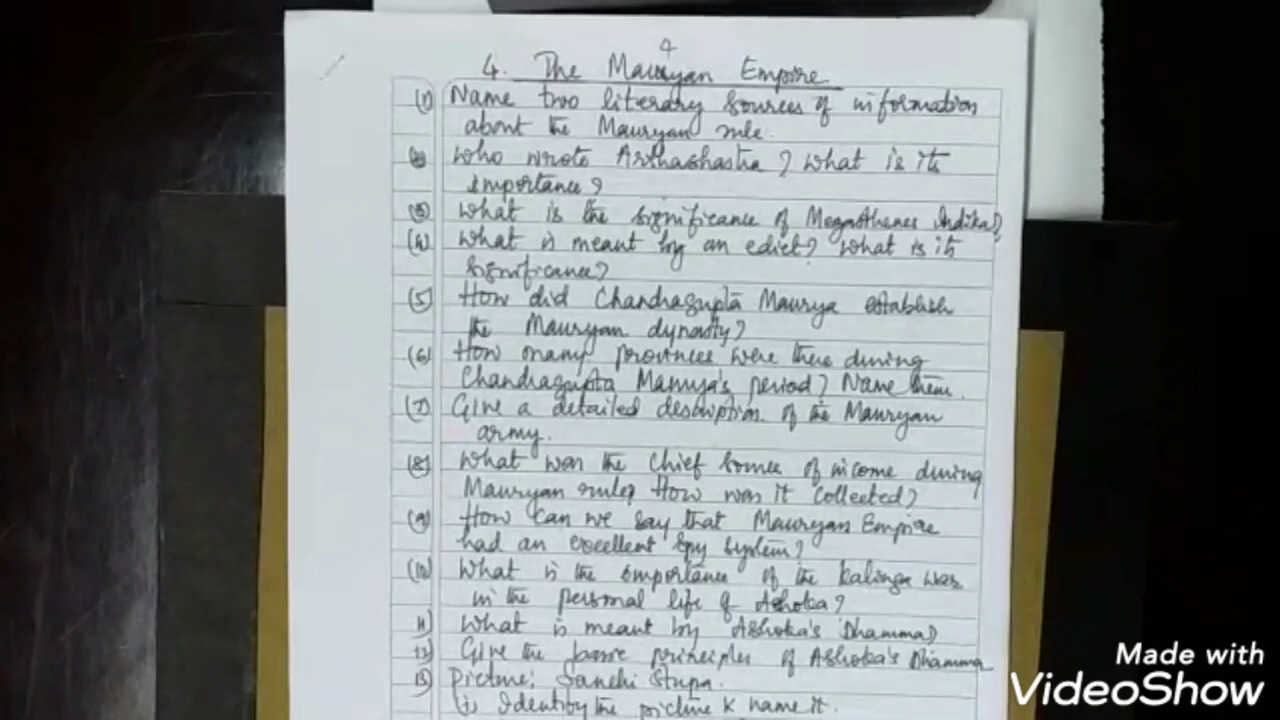 4
4. The Mauryan Empire
(1) Name two literary sources of information
about the Mauryan rule.
(2) Who wrote Arthashastra? What is its
importance?
(3) What is the significance of Megasthenes Indika?
(4) What is meant by an edict? What is its
significance?
(5) How did Chandragupta Maurya establish
the Mauryan dynasty?
(6) How many provinces were there during
Chandragupta Maurya's period? Name them.
(7) Give a detailed description of the Mauryan
army.
(8) What was the Chief source of income during
Mauryan rule? How was it Collected?
(9) How can we say that Mauryan Empire
had an excellent spy system?
(10) What is the importance of the Kalinga war
in the personal life of Ashoka?
11) What is meant by Ashoka's Dhamma?
12) Give the basic principles of Ashoka's Dhamma
13) Picture: Sanchi Stupa.
(i) Identify the picture & name it.
Made with
VideoShow